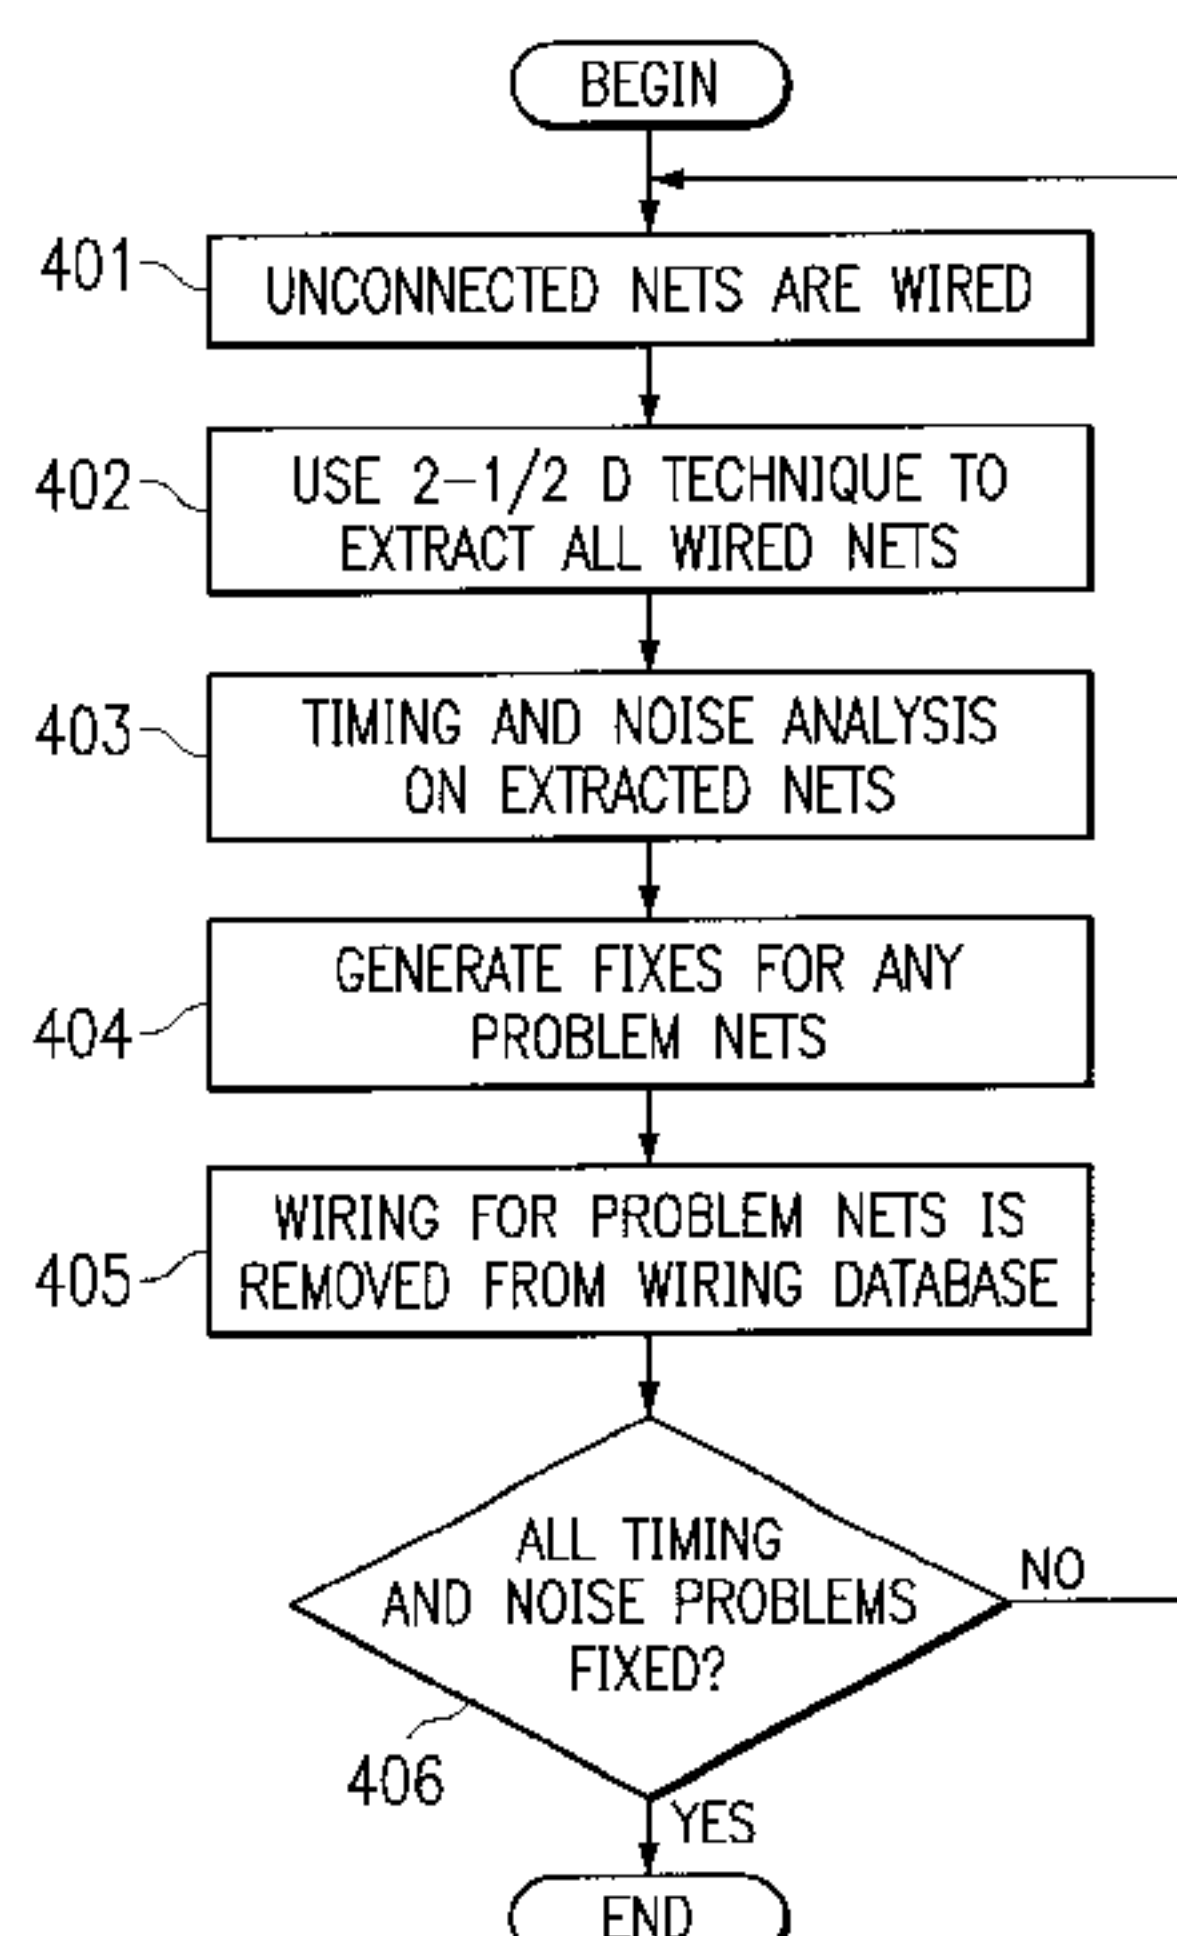 BEGIN
401
UNCONNECTED NETS ARE WIRED
402
USE 2-1/2 D TECHNIQUE TO
EXTRACT ALL WIRED NETS
403
TIMING AND NOISE ANALYSIS
ON EXTRACTED NETS
404
GENERATE FIXES FOR ANY
PROBLEM NETS
405
WIRING FOR PROBLEM NETS IS
REMOVED FROM WIRING DATABASE
ALL TIMING
AND NOISE PROBLEMS
FIXED?
NO
406
YES
END